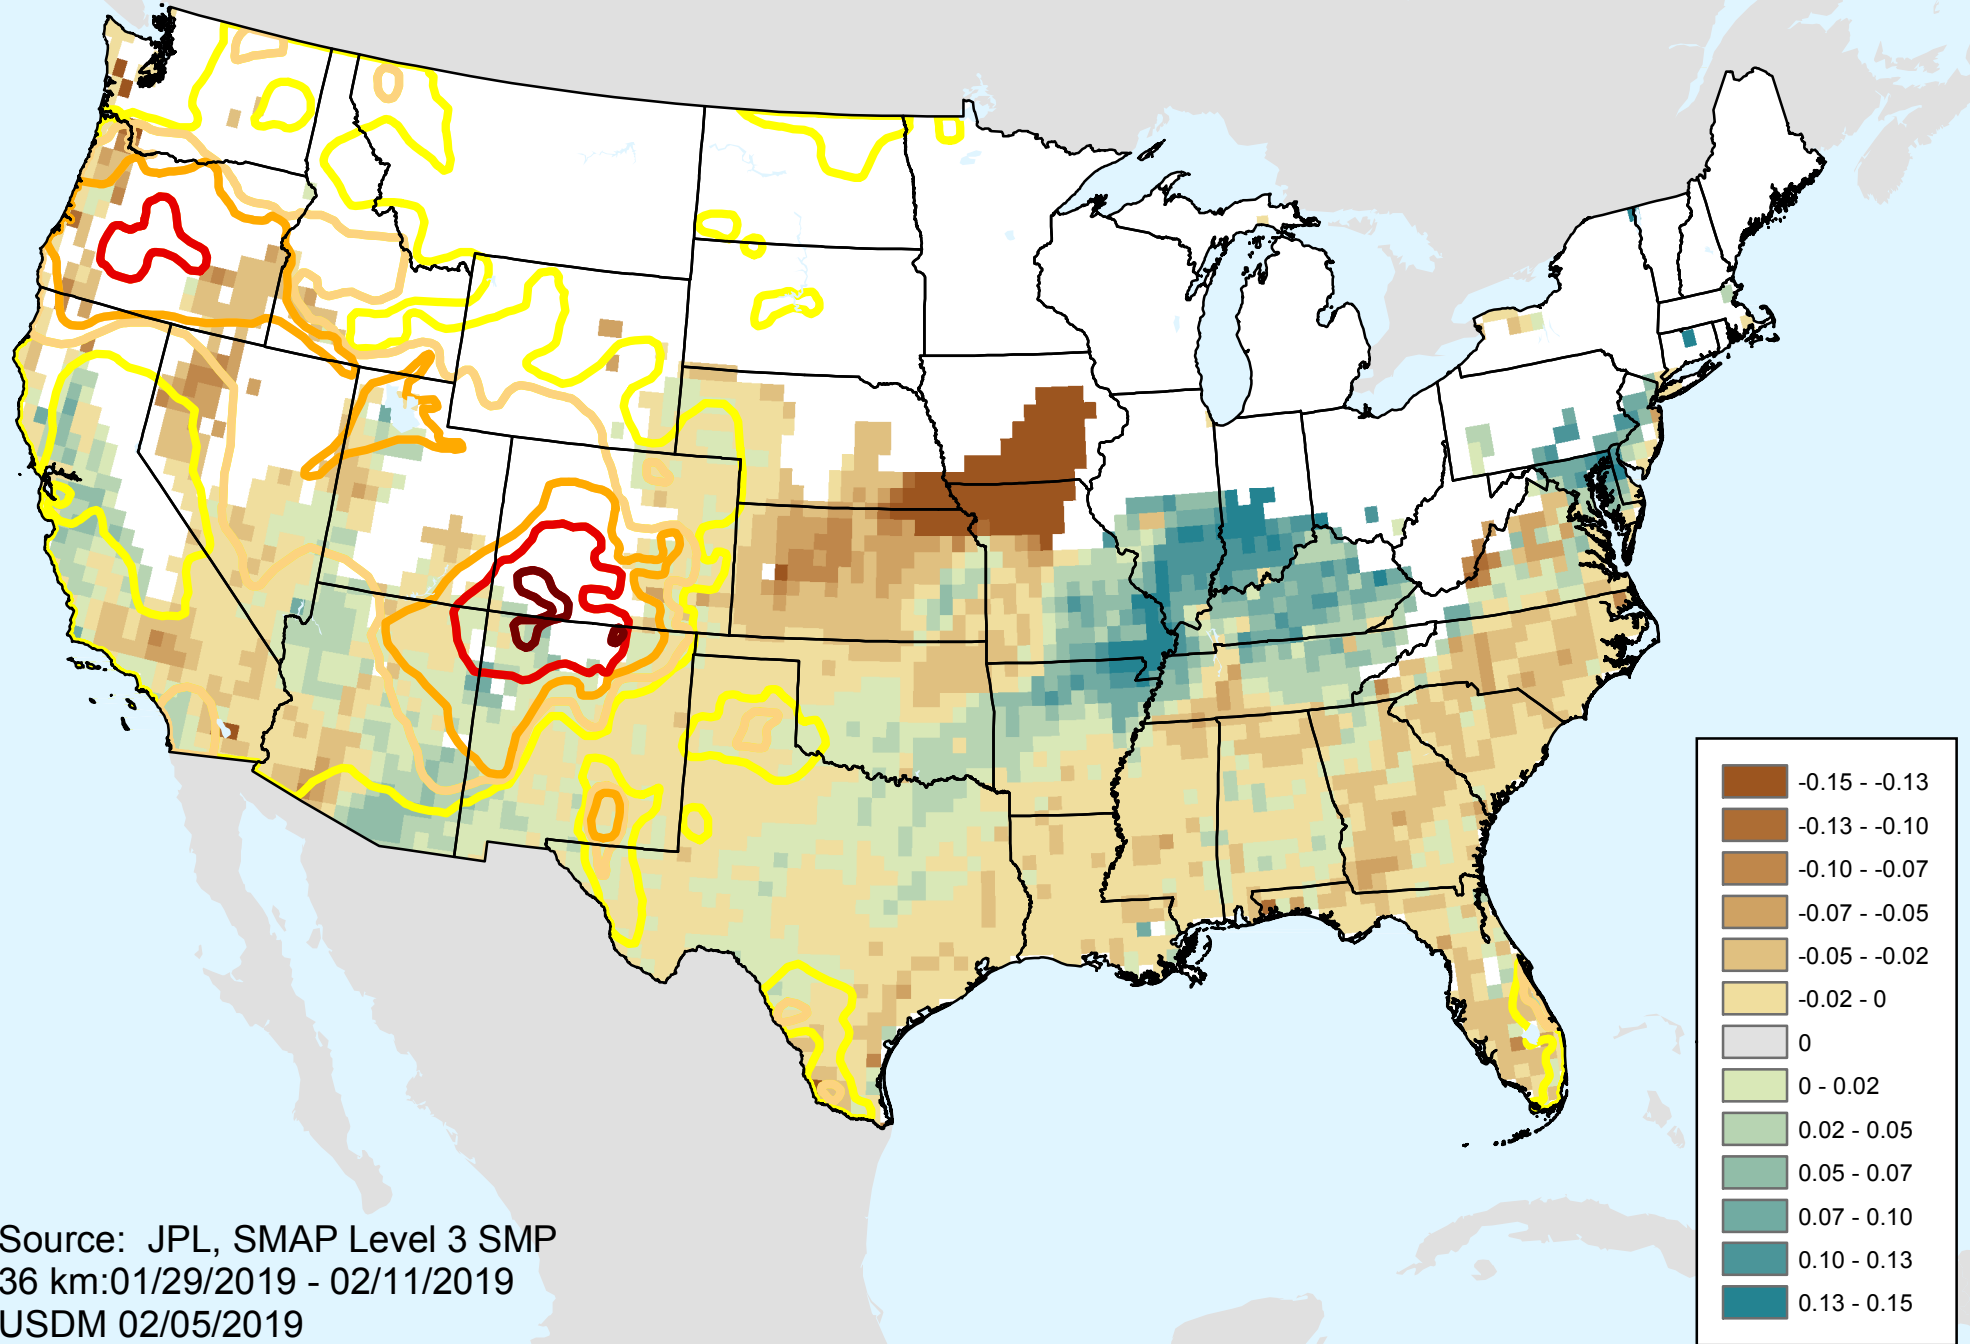 -0.15 - -0.13
-0.13 - -0.10
-0.10 - -0.07
-0.07 - -0.05
-0.05 - -0.02
-0.02 - 0
0
0 - 0.02
0.02 - 0.05
0.05 - 0.07
0.07 - 0.10
0.10 - 0.13
0.13 - 0.15
Source: JPL, SMAP Level 3 SMP
36 km:01/29/2019 - 02/11/2019
USDM 02/05/2019